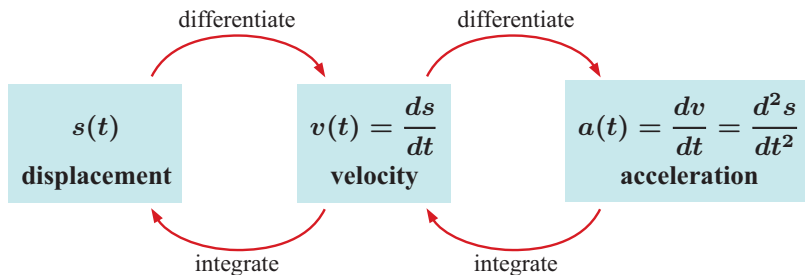 differentiate differentiate
s(t) v(t) = ds/dt a(t) = dv/dt = d²s/dt²
displacement velocity acceleration
integrate integrate